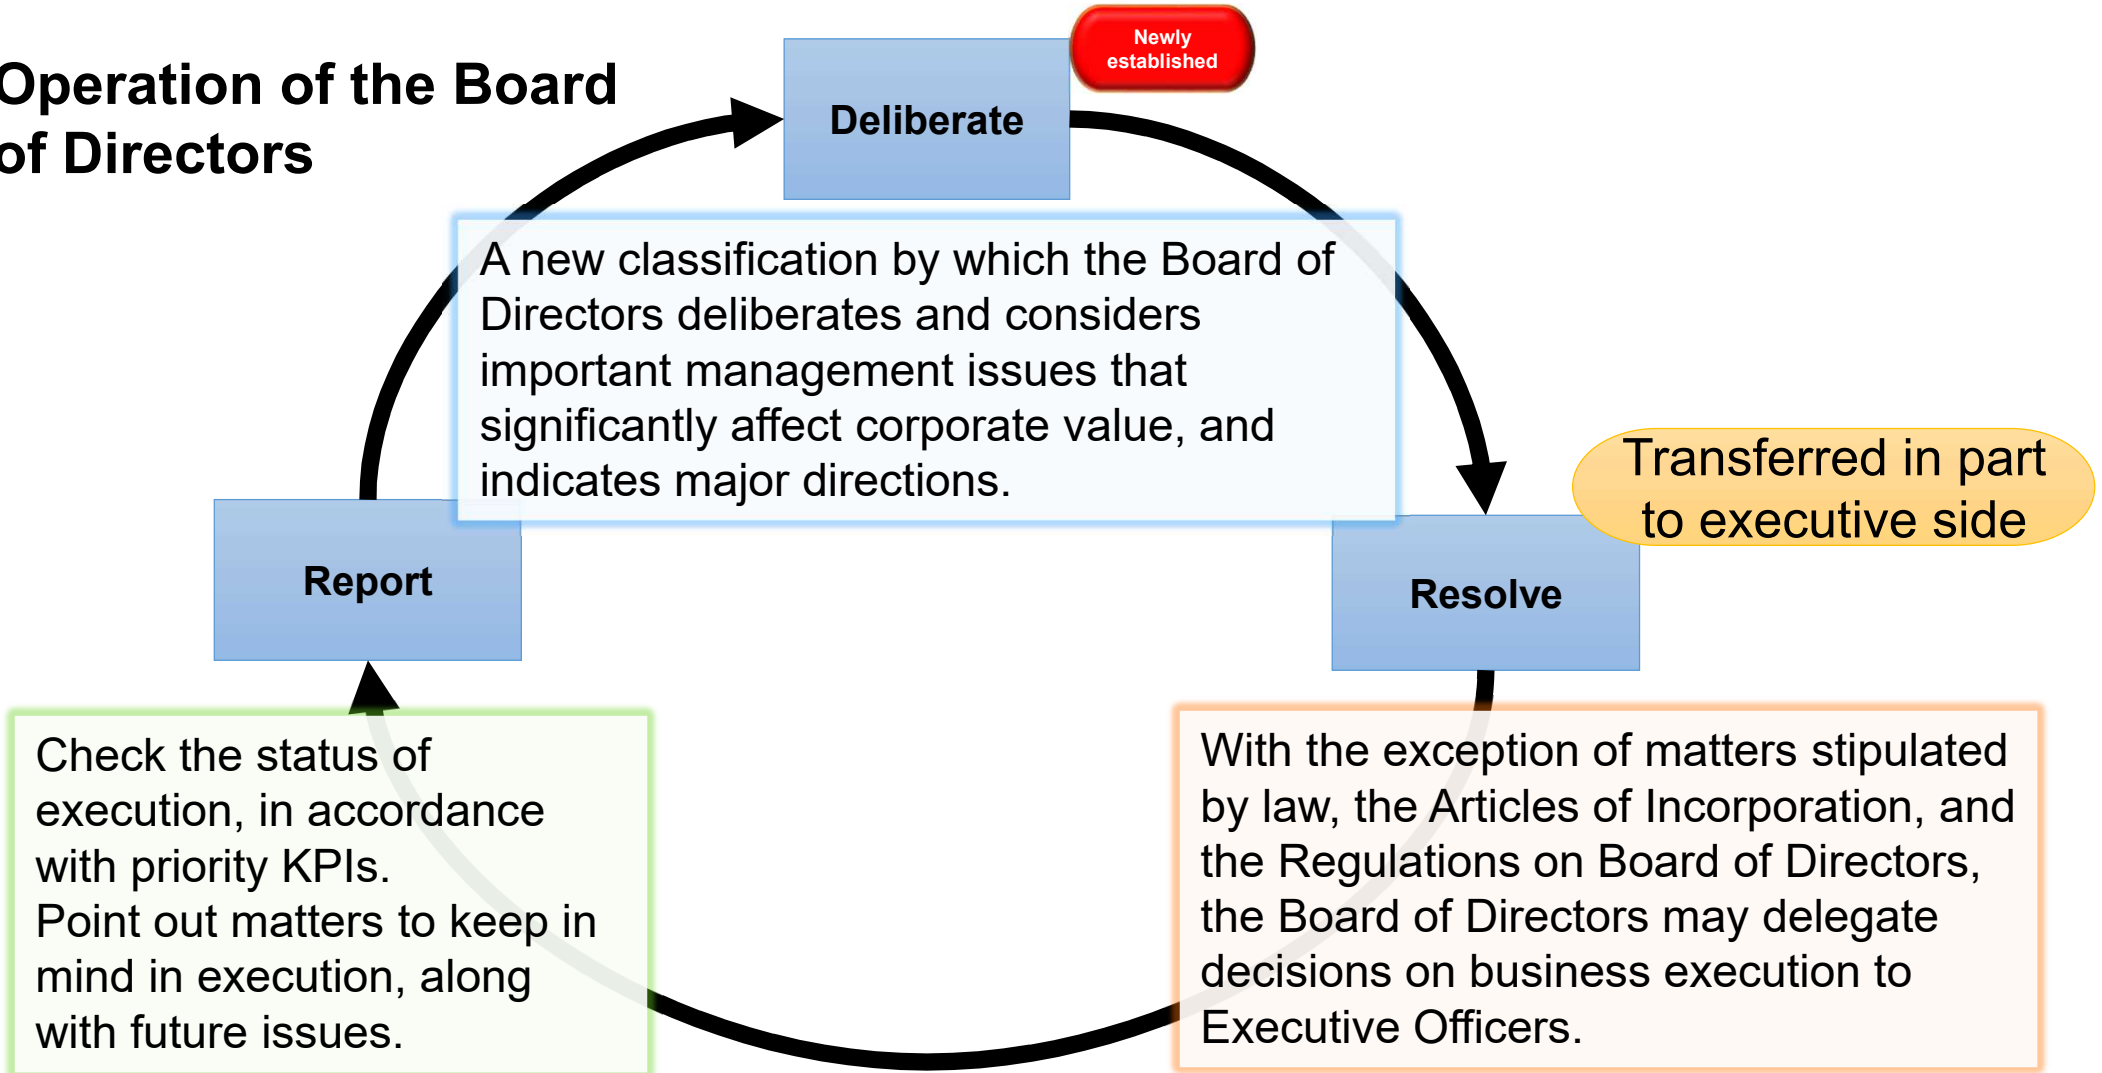 Operation of the Board
of Directors
Newly
established
Deliberate
A new classification by which the Board of
Directors deliberates and considers
important management issues that
significantly affect corporate value, and
indicates major directions.
Transferred in part
to executive side
Report
Resolve
Check the status of
execution, in accordance
with priority KPIs.
Point out matters to keep in
mind in execution, along
with future issues.
With the exception of matters stipulated
by law, the Articles of Incorporation, and
the Regulations on Board of Directors,
the Board of Directors may delegate
decisions on business execution to
Executive Officers.